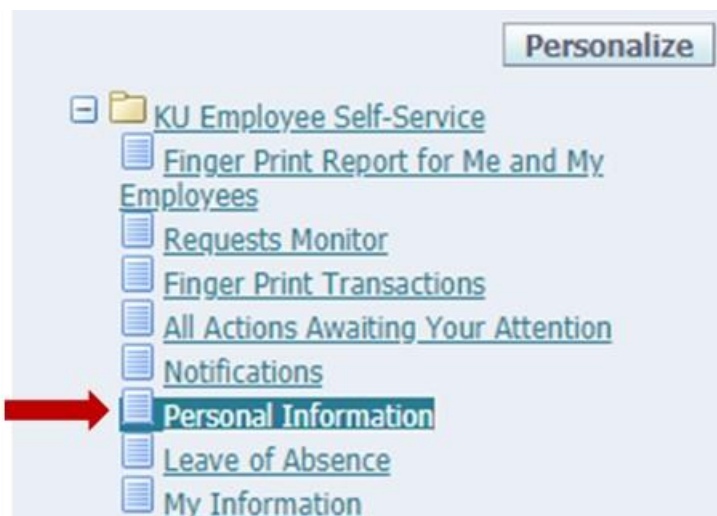 Personalize
KU Employee Self-Service
Finger Print Report for Me and My
Employees
Requests Monitor
Finger Print Transactions
All Actions Awaiting Your Attention
Notifications
Personal Information
Leave of Absence
My Information